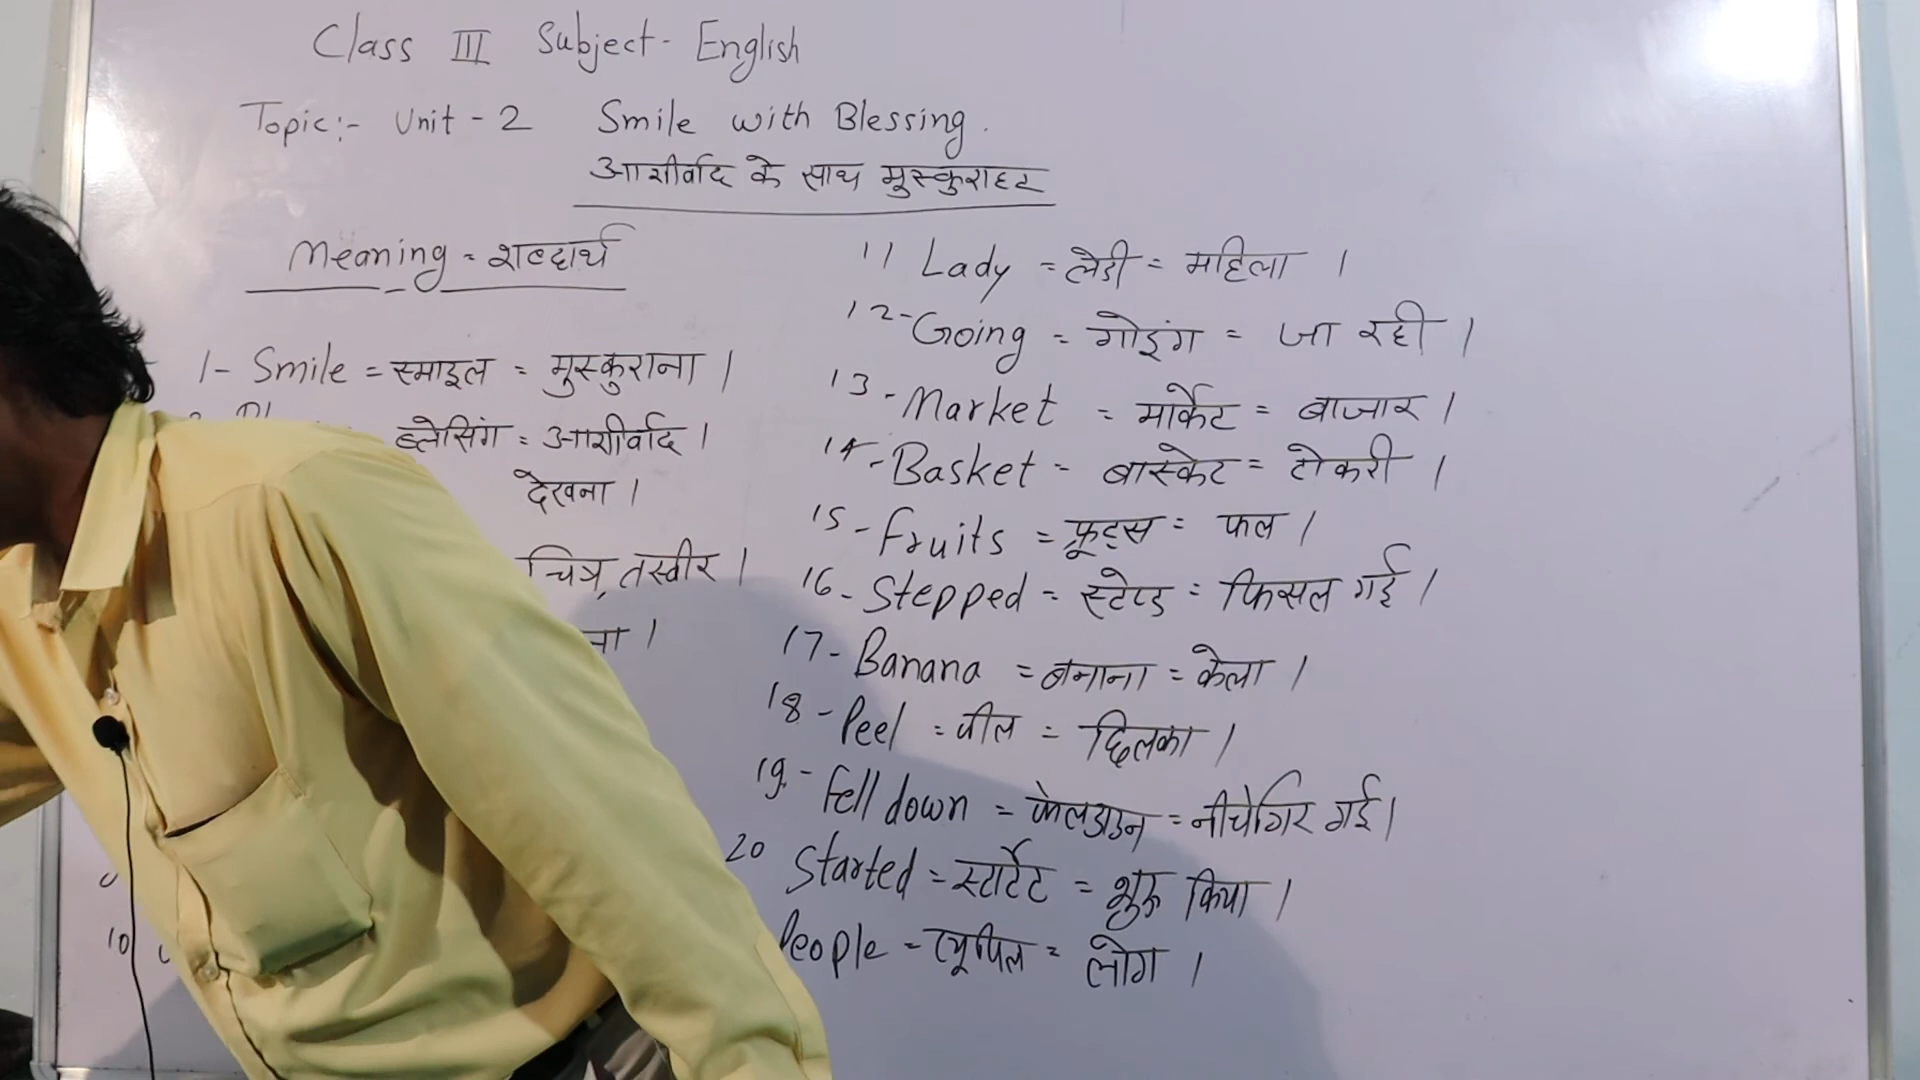 Class III Subject- English
Topic:- Unit - 2 Smile with Blessing.
आशीर्वाद के साथ मुस्कुराहट
Meaning = शब्दार्थ
1- Smile = स्माइल = मुस्कुराना ।
ब्लेसिंग = आशीर्वाद ।
देखना ।
चित्र, तस्वीर ।
ना ।
10
11 Lady = लेडी = महिला ।
12- Going = गोइंग = जा रही ।
13- Market = मार्केट = बाजार ।
14- Basket - बास्केट = टोकरी ।
15- Fruits = फ्रूट्स = फल ।
16- Stepped = स्टेप्ड = फिसल गई ।
17- Banana = बनाना = केला ।
18- Peel = पील = छिलका ।
19- Fell down = फेलडाउन = नीचे गिर गई ।
20 Started = स्टार्टेट = शुरू किया ।
People = त्यूपिल = लोग ।